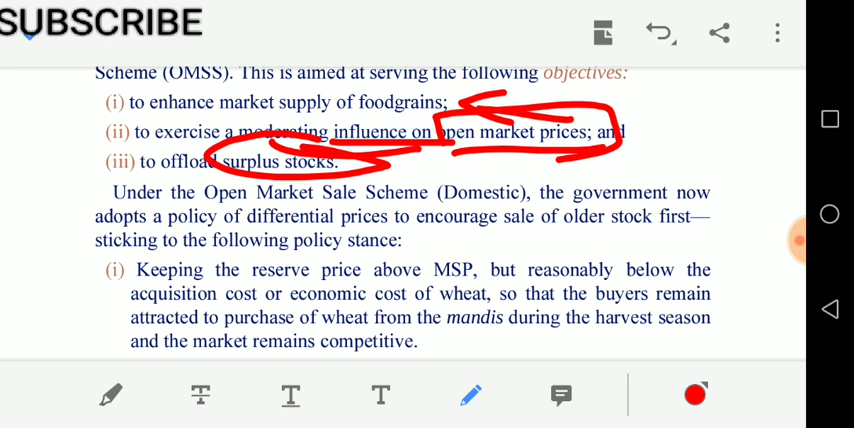 SUBSCRIBE
Scheme (OMSS). This is aimed at serving the following objectives:
(i) to enhance market supply of foodgrains;
(ii) to exercise a moderating influence on open market prices; and
(iii) to offload surplus stocks.
Under the Open Market Sale Scheme (Domestic), the government now
adopts a policy of differential prices to encourage sale of older stock first—
sticking to the following policy stance:
(i) Keeping the reserve price above MSP, but reasonably below the
acquisition cost or economic cost of wheat, so that the buyers remain
attracted to purchase of wheat from the mandis during the harvest season
and the market remains competitive.